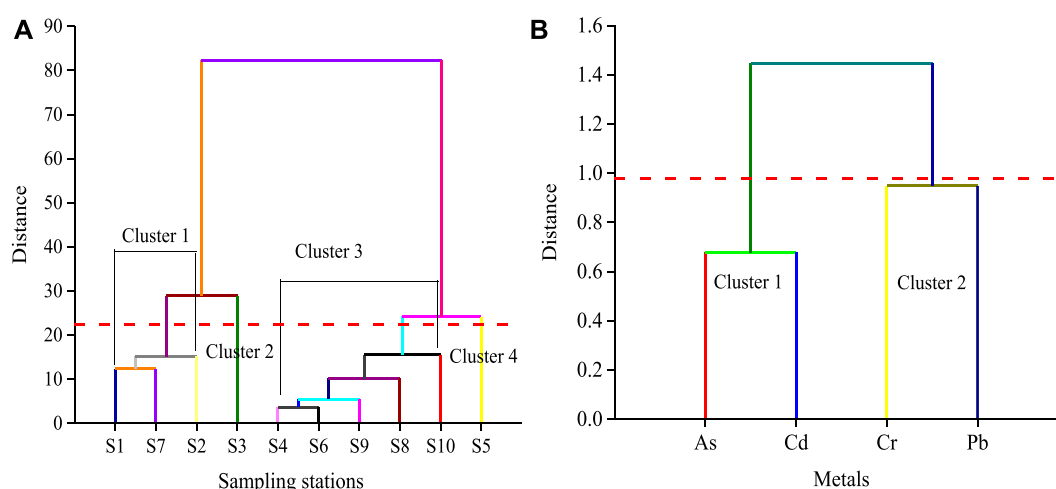 A
90
80
70
60
50
40
30
20
10
0
Distance
Cluster 1
Cluster 2
Cluster 3
Cluster 4
S1 S7 S2 S3 S4 S6 S9 S8 S10 S5
Sampling stations
B
1.6
1.4
1.2
1.0
0.8
0.6
0.4
0.2
0.0
Distance
Cluster 1
Cluster 2
As Cd Cr Pb
Metals